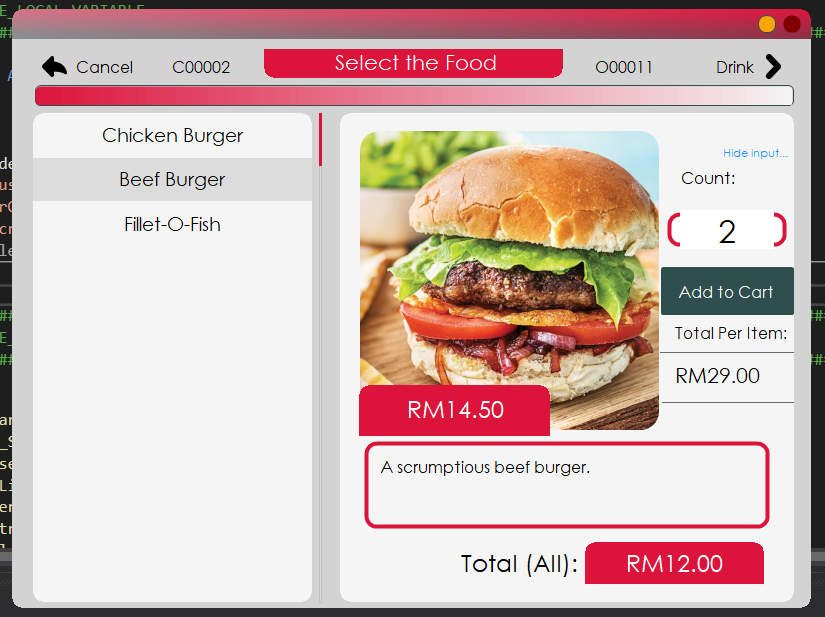 E_LOCAL_VARIABLE
Cancel
C00002
Select the Food
O00011
Drink
Chicken Burger
Beef Burger
Fillet-O-Fish
Hide input...
Count:
2
Add to Cart
Total Per Item:
RM29.00
RM14.50
A scrumptious beef burger.
Total (All):
RM12.00